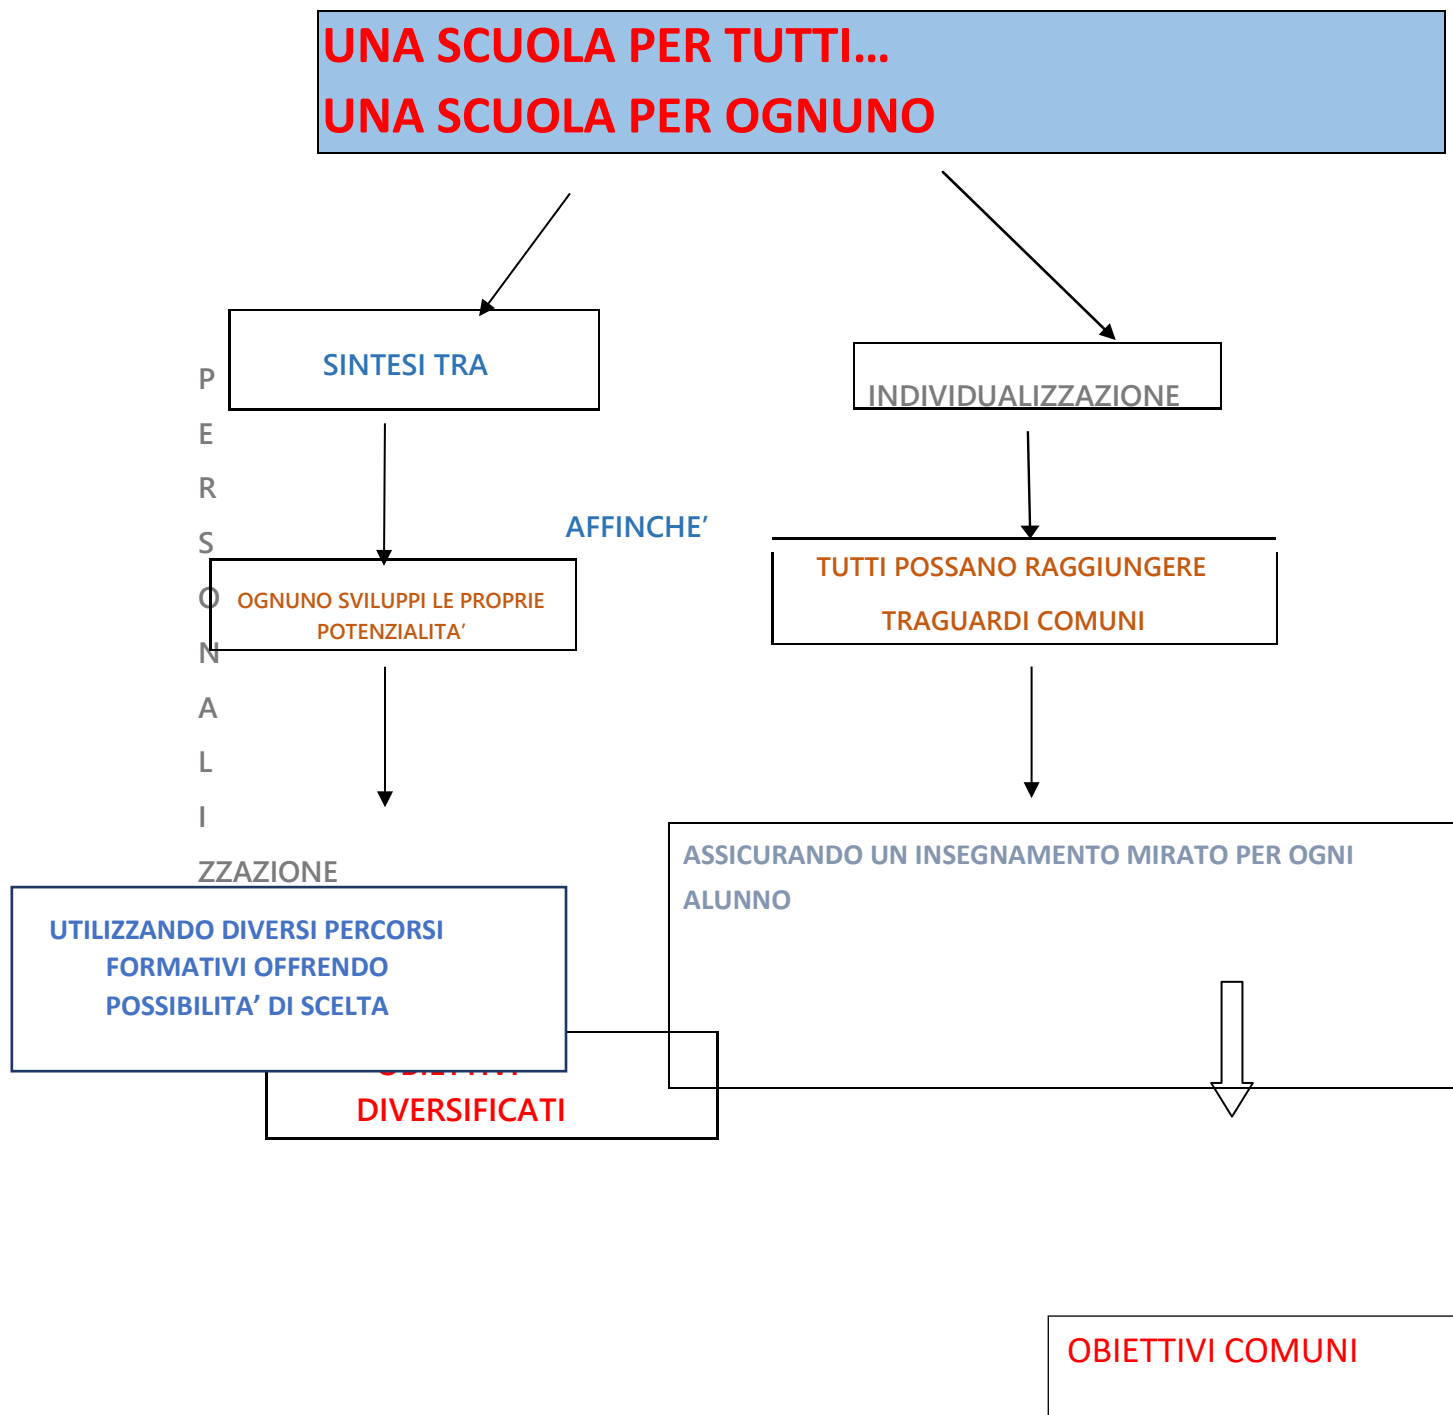 UNA SCUOLA PER TUTTI...
UNA SCUOLA PER OGNUNO
SINTESI TRA
INDIVIDUALIZZAZIONE
P
E
R
S
O
N
A
L
I
ZZAZIONE
AFFINCHE’
OGNUNO SVILUPPI LE PROPRIE
POTENZIALITA’
TUTTI POSSANO RAGGIUNGERE
TRAGUARDI COMUNI
ASSICURANDO UN INSEGNAMENTO MIRATO PER OGNI
ALUNNO
UTILIZZANDO DIVERSI PERCORSI
FORMATIVI OFFRENDO
POSSIBILITA’ DI SCELTA
OBIETTIVI
DIVERSIFICATI
OBIETTIVI COMUNI